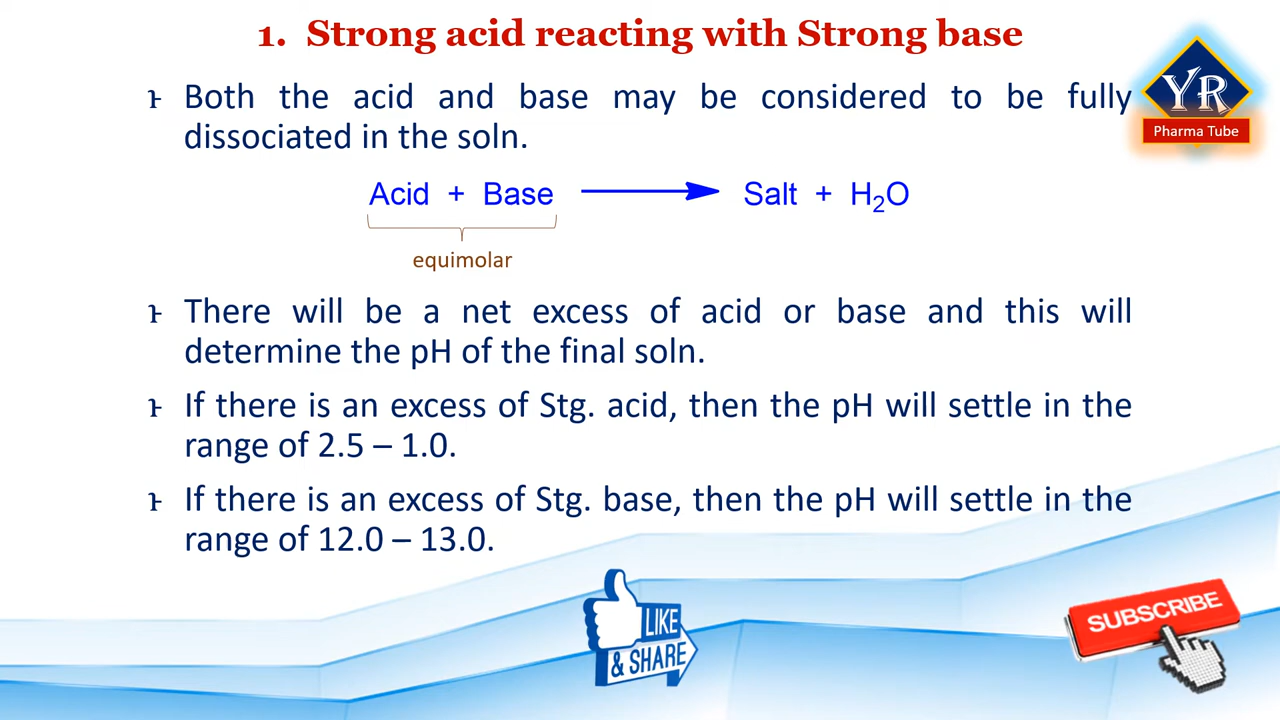 1. Strong acid reacting with Strong base
YR
Pharma Tube
Both the acid and base may be considered to be fully
dissociated in the soln.
Acid + Base Salt + H₂O
equimolar
There will be a net excess of acid or base and this will
determine the pH of the final soln.
If there is an excess of Stg. acid, then the pH will settle in the
range of 2.5 – 1.0.
If there is an excess of Stg. base, then the pH will settle in the
range of 12.0 – 13.0.
LIKE
& SHARE
SUBSCRIBE